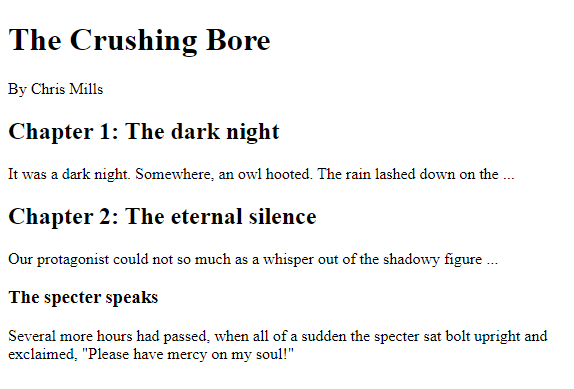 The Crushing Bore
By Chris Mills
Chapter 1: The dark night
It was a dark night. Somewhere, an owl hooted. The rain lashed down on the ...
Chapter 2: The eternal silence
Our protagonist could not so much as a whisper out of the shadowy figure ...
The specter speaks
Several more hours had passed, when all of a sudden the specter sat bolt upright and
exclaimed, "Please have mercy on my soul!"